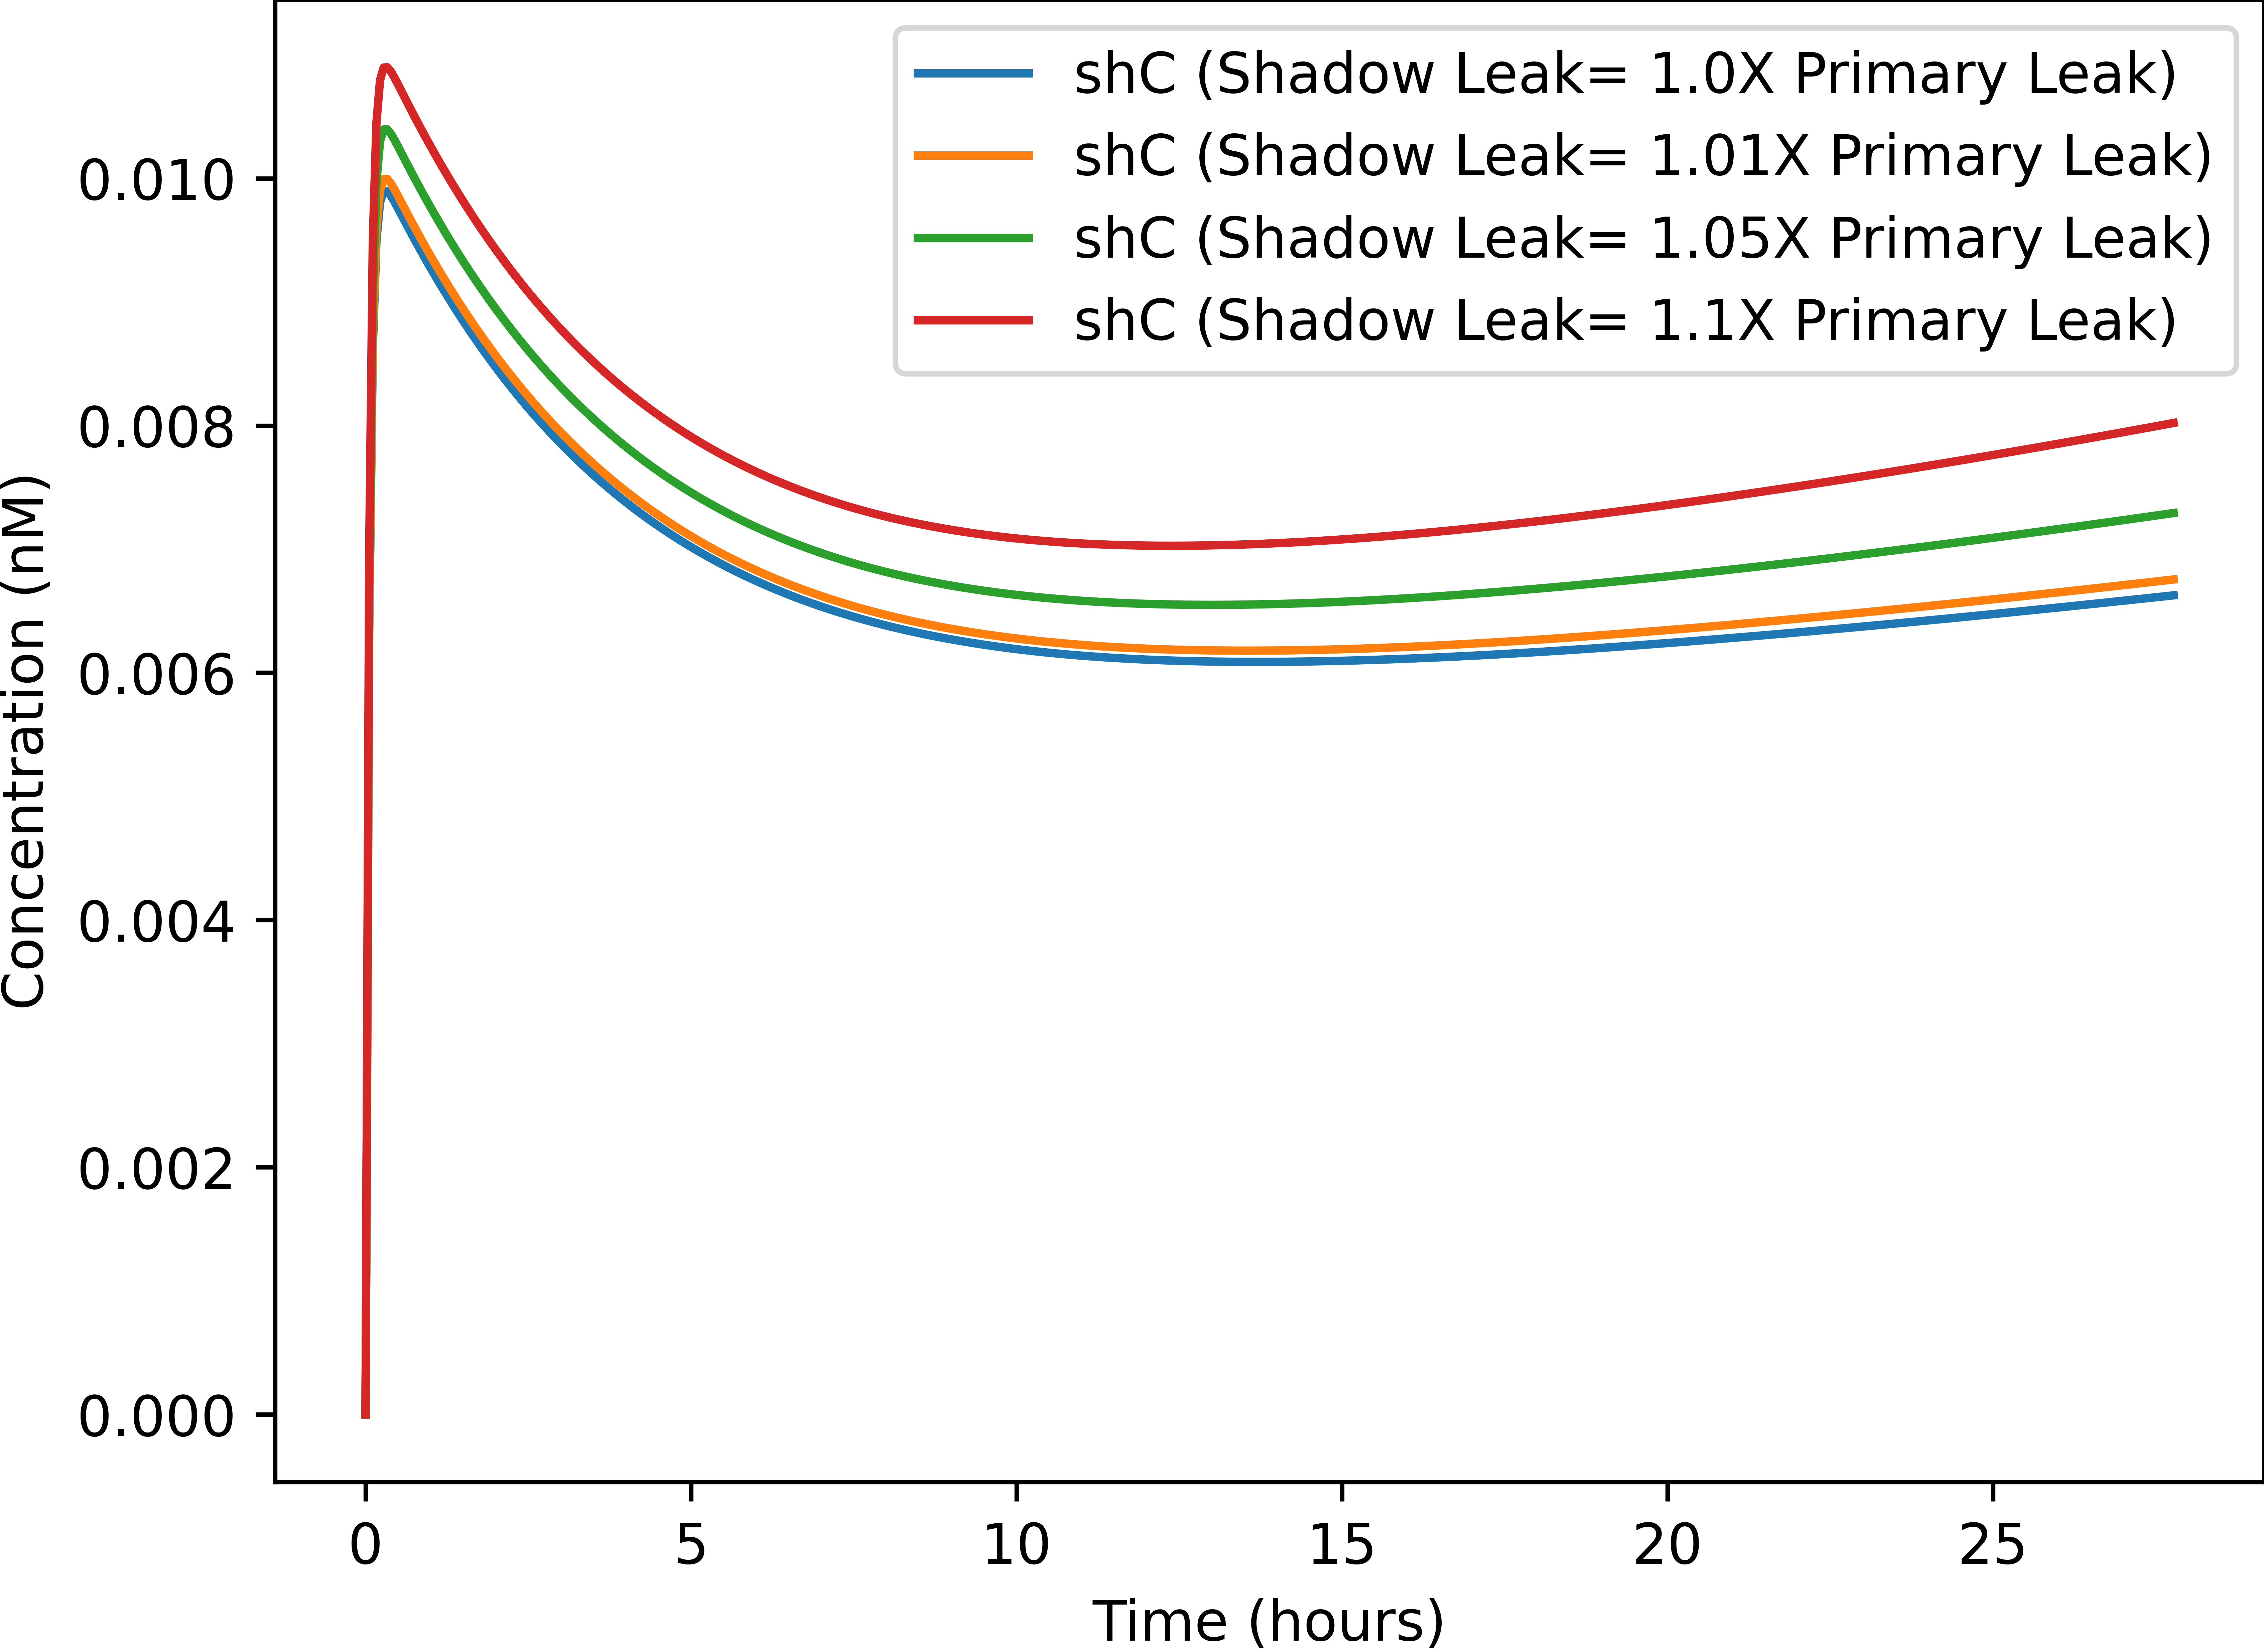 shC (Shadow Leak= 1.0X Primary Leak)
shC (Shadow Leak= 1.01X Primary Leak)
shC (Shadow Leak= 1.05X Primary Leak)
shC (Shadow Leak= 1.1X Primary Leak)
Concentration (nM)
0.010
0.008
0.006
0.004
0.002
0.000
0 5 10 15 20 25
Time (hours)